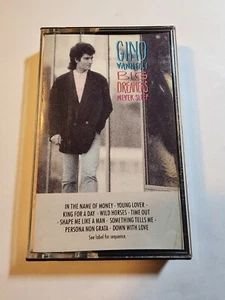 GINO
VANNELLI
BIG
DREAMERS
NEVER SLEEP
IN THE NAME OF MONEY · YOUNG LOVER ·
KING FOR A DAY · WILD HORSES · TIME OUT
· SHAPE ME LIKE A MAN · SOMETHING TELLS ME ·
PERSONA NON GRATA · DOWN WITH LOVE
See label for sequence.